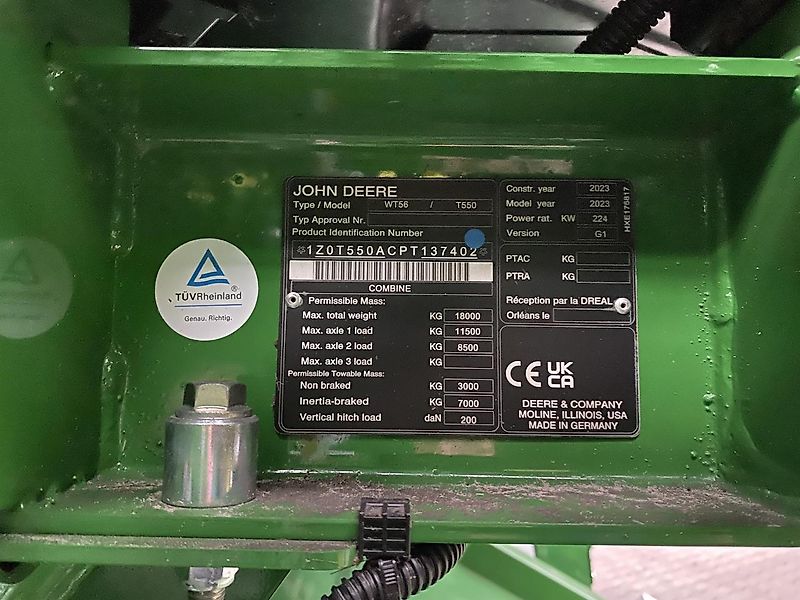 JOHN DEERE
Type / Model WT56 / T550
Typ Approval Nr.
Product Identification Number
*1Z0T550ACPT137402*
COMBINE
Permissible Mass:
Max. total weight KG 18000
Max. axle 1 load KG 11500
Max. axle 2 load KG 8500
Max. axle 3 load KG
Permissible Towable Mass:
Non braked KG 3000
Inertia-braked KG 7000
Vertical hitch load daN 200
Constr. year 2023
Model year 2023
Power rat. KW 224
Version G1
HXE175817
PTAC KG
PTRA KG
Réception par la DREAL
Orléans le
CE UK
CA
DEERE & COMPANY
MOLINE, ILLINOIS, USA
MADE IN GERMANY
TÜVRheinland®
Genau. Richtig.